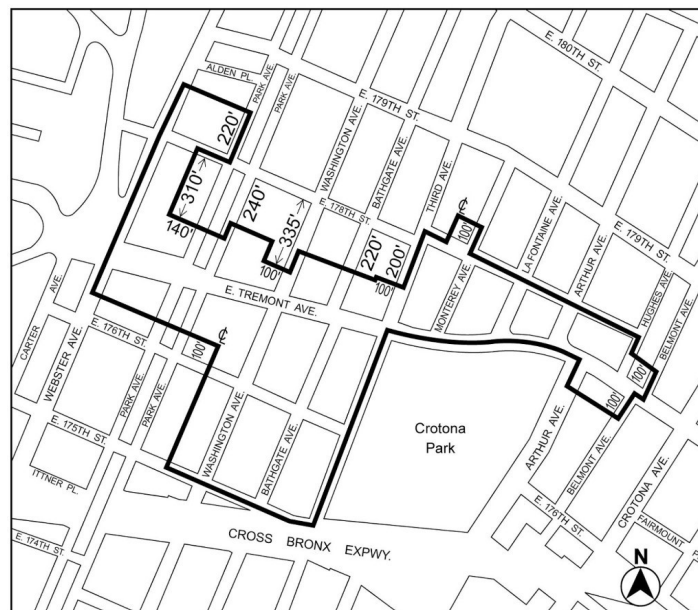 E. 180TH ST.
ALDEN PL.
PARK AVE.
PARK AVE.
E. 179TH ST.
220'
WASHINGTON AVE.
BATHGATE AVE.
THIRD AVE.
310'
240'
E. 178TH ST.
℄
100'
LA FONTAINE AVE.
E. 179TH ST.
140'
335'
ARTHUR AVE.
220'
200'
100'
100'
HUGHES AVE.
BELMONT AVE.
E. TREMONT AVE.
MONTEREY AVE.
CARTER AVE.
WEBSTER AVE.
E. 176TH ST.
℄
100'
100'
100'
PARK AVE.
PARK AVE.
WASHINGTON AVE.
BATHGATE AVE.
Crotona
Park
E. 175TH ST.
ITTNER PL.
ARTHUR AVE.
BELMONT AVE.
CROTONA AVE.
E. 176TH ST.
FAIRMOUNT
E. 174TH ST.
CROSS BRONX EXPWY.
N